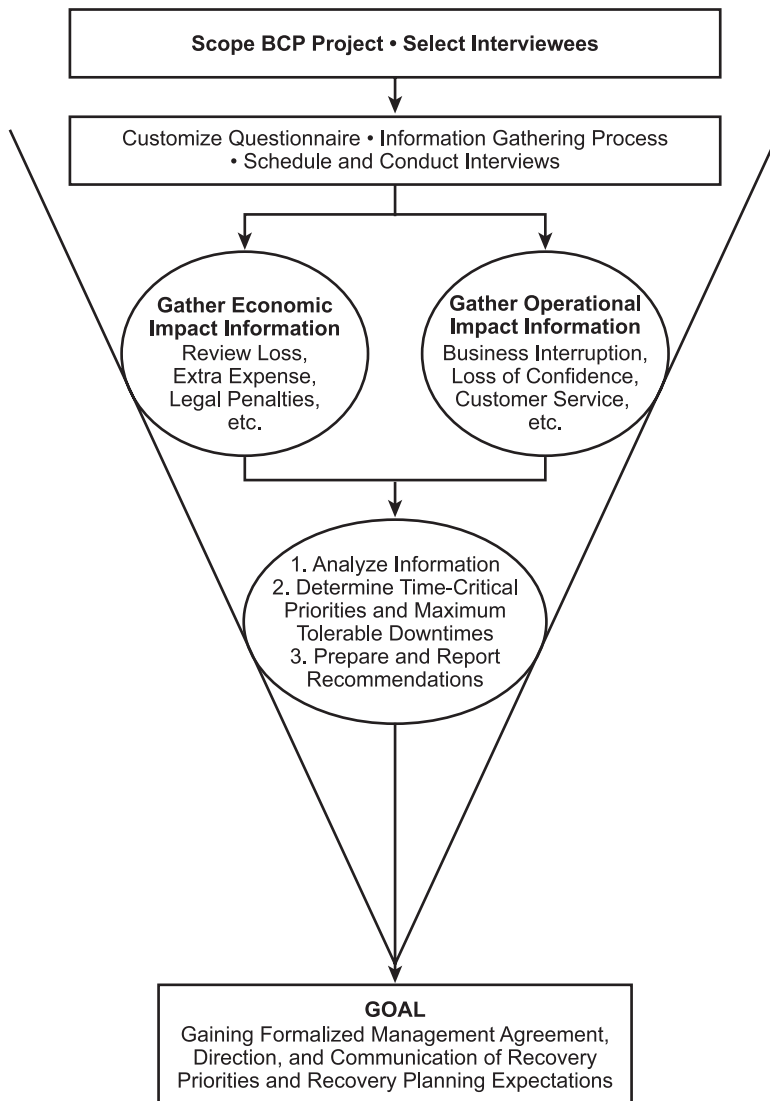 Scope BCP Project • Select Interviewees
Customize Questionnaire • Information Gathering Process
• Schedule and Conduct Interviews
Gather Economic
Impact Information
Review Loss,
Extra Expense,
Legal Penalties,
etc.
Gather Operational
Impact Information
Business Interruption,
Loss of Confidence,
Customer Service,
etc.
1. Analyze Information
2. Determine Time-Critical
Priorities and Maximum
Tolerable Downtimes
3. Prepare and Report
Recommendations
GOAL
Gaining Formalized Management Agreement,
Direction, and Communication of Recovery
Priorities and Recovery Planning Expectations